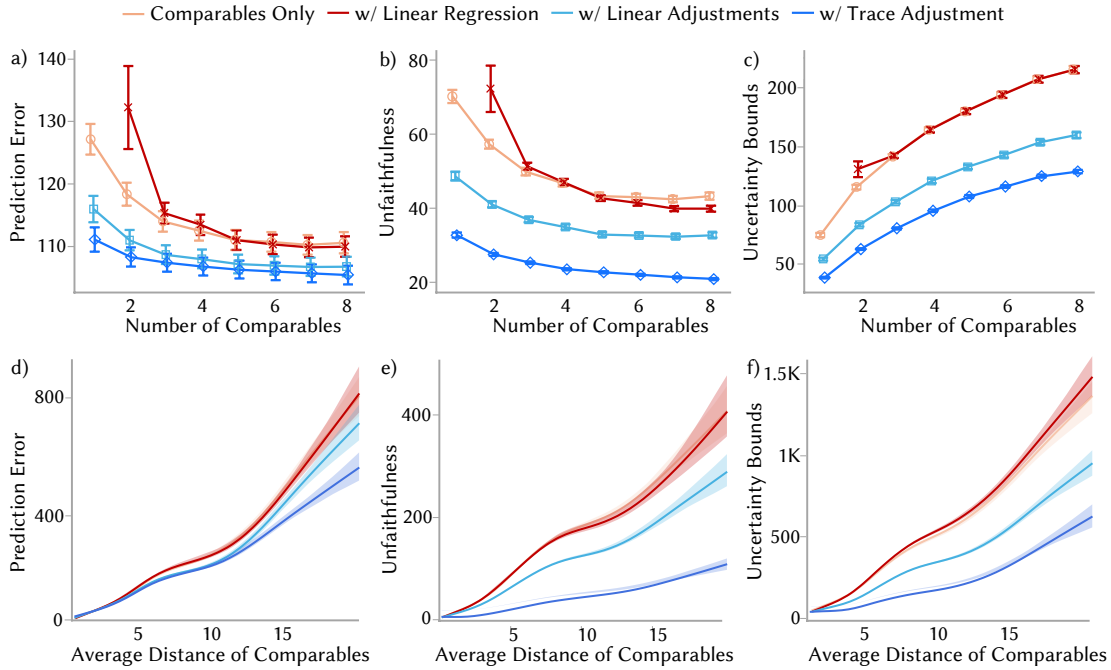 Comparables Only w/ Linear Regression w/ Linear Adjustments w/ Trace Adjustment
a)
Prediction Error
140
130
120
110
2 4 6 8
Number of Comparables
b)
Unfaithfulness
80
60
40
20
2 4 6 8
Number of Comparables
c)
Uncertainty Bounds
200
150
100
50
2 4 6 8
Number of Comparables
d)
Prediction Error
800
400
0
5 10 15
Average Distance of Comparables
e)
Unfaithfulness
400
200
0
5 10 15
Average Distance of Comparables
f)
Uncertainty Bounds
1.5K
1K
500
0
5 10 15
Average Distance of Comparables